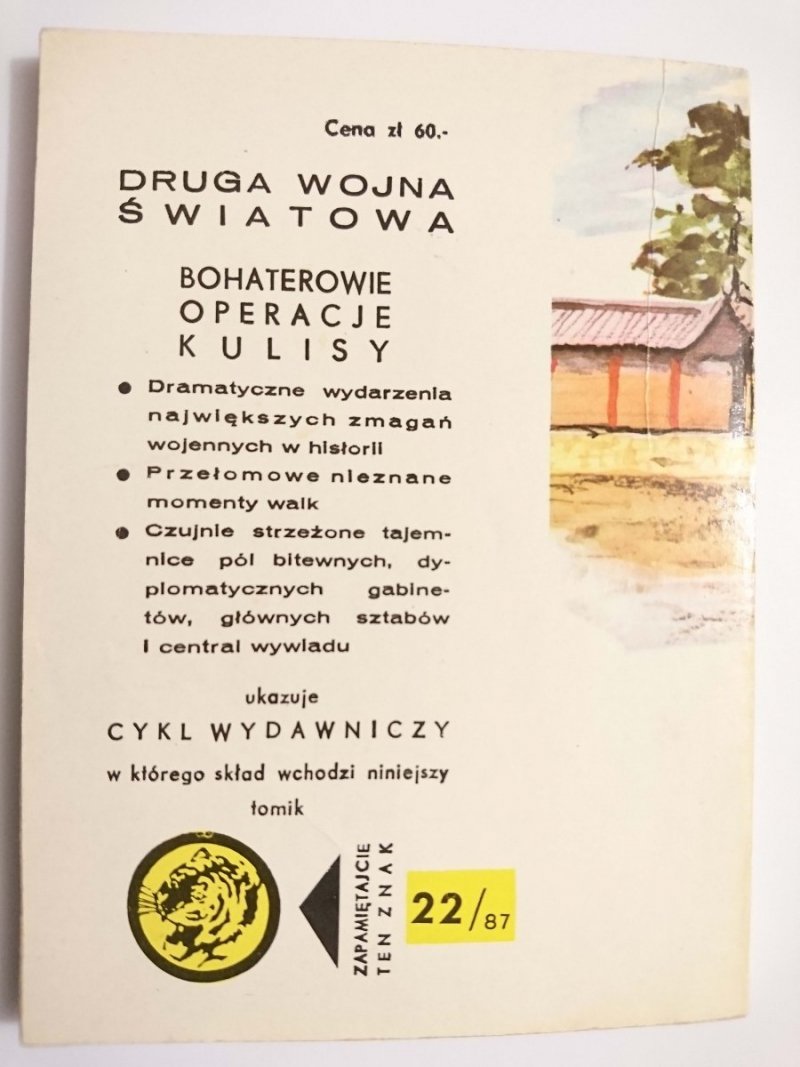 Cena zł 60.-
DRUGA WOJNA
ŚWIATOWA
BOHATEROWIE
OPERACJE
KULISY
● Dramatyczne wydarzenia
największych zmagań
wojennych w historii
● Przełomowe nieznane
momenty walk
● Czujnie strzeżone tajem-
nice pól bitewnych, dy-
plomatycznych gabine-
tów, głównych sztabów
i central wywladu
ukazuje
CYKL WYDAWNICZY
w którego skład wchodzi niniejszy
tomik
ZAPAMIĘTAJCIE
TEN ZNAK
22/87